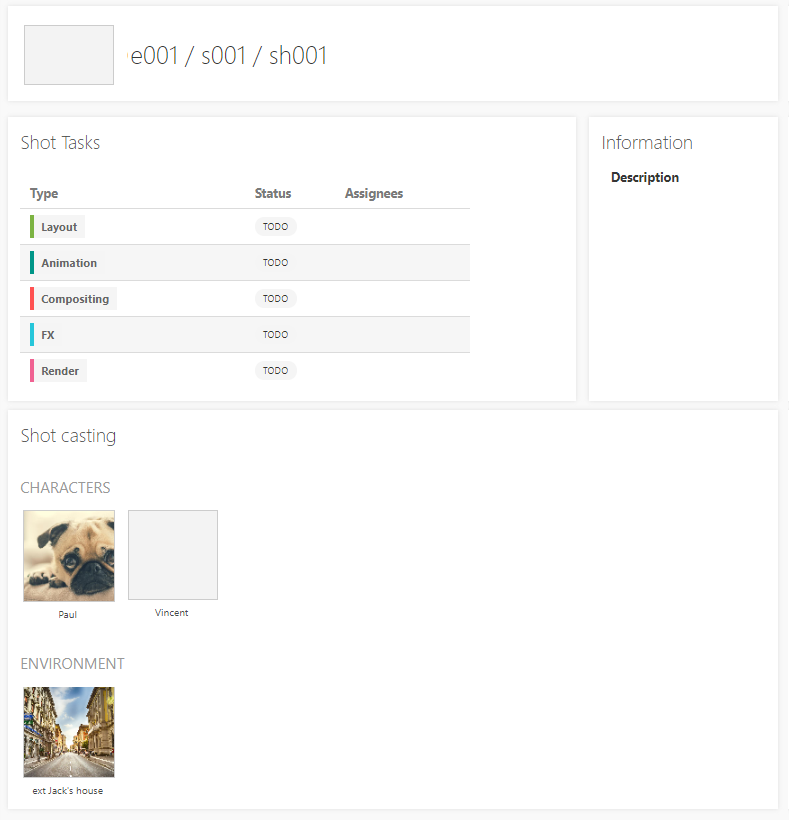 e001 / s001 / sh001
Shot Tasks
Type Status Assignees
Layout TODO
Animation TODO
Compositing TODO
FX TODO
Render TODO
Information
Description
Shot casting
CHARACTERS
Paul Vincent
ENVIRONMENT
ext Jack's house